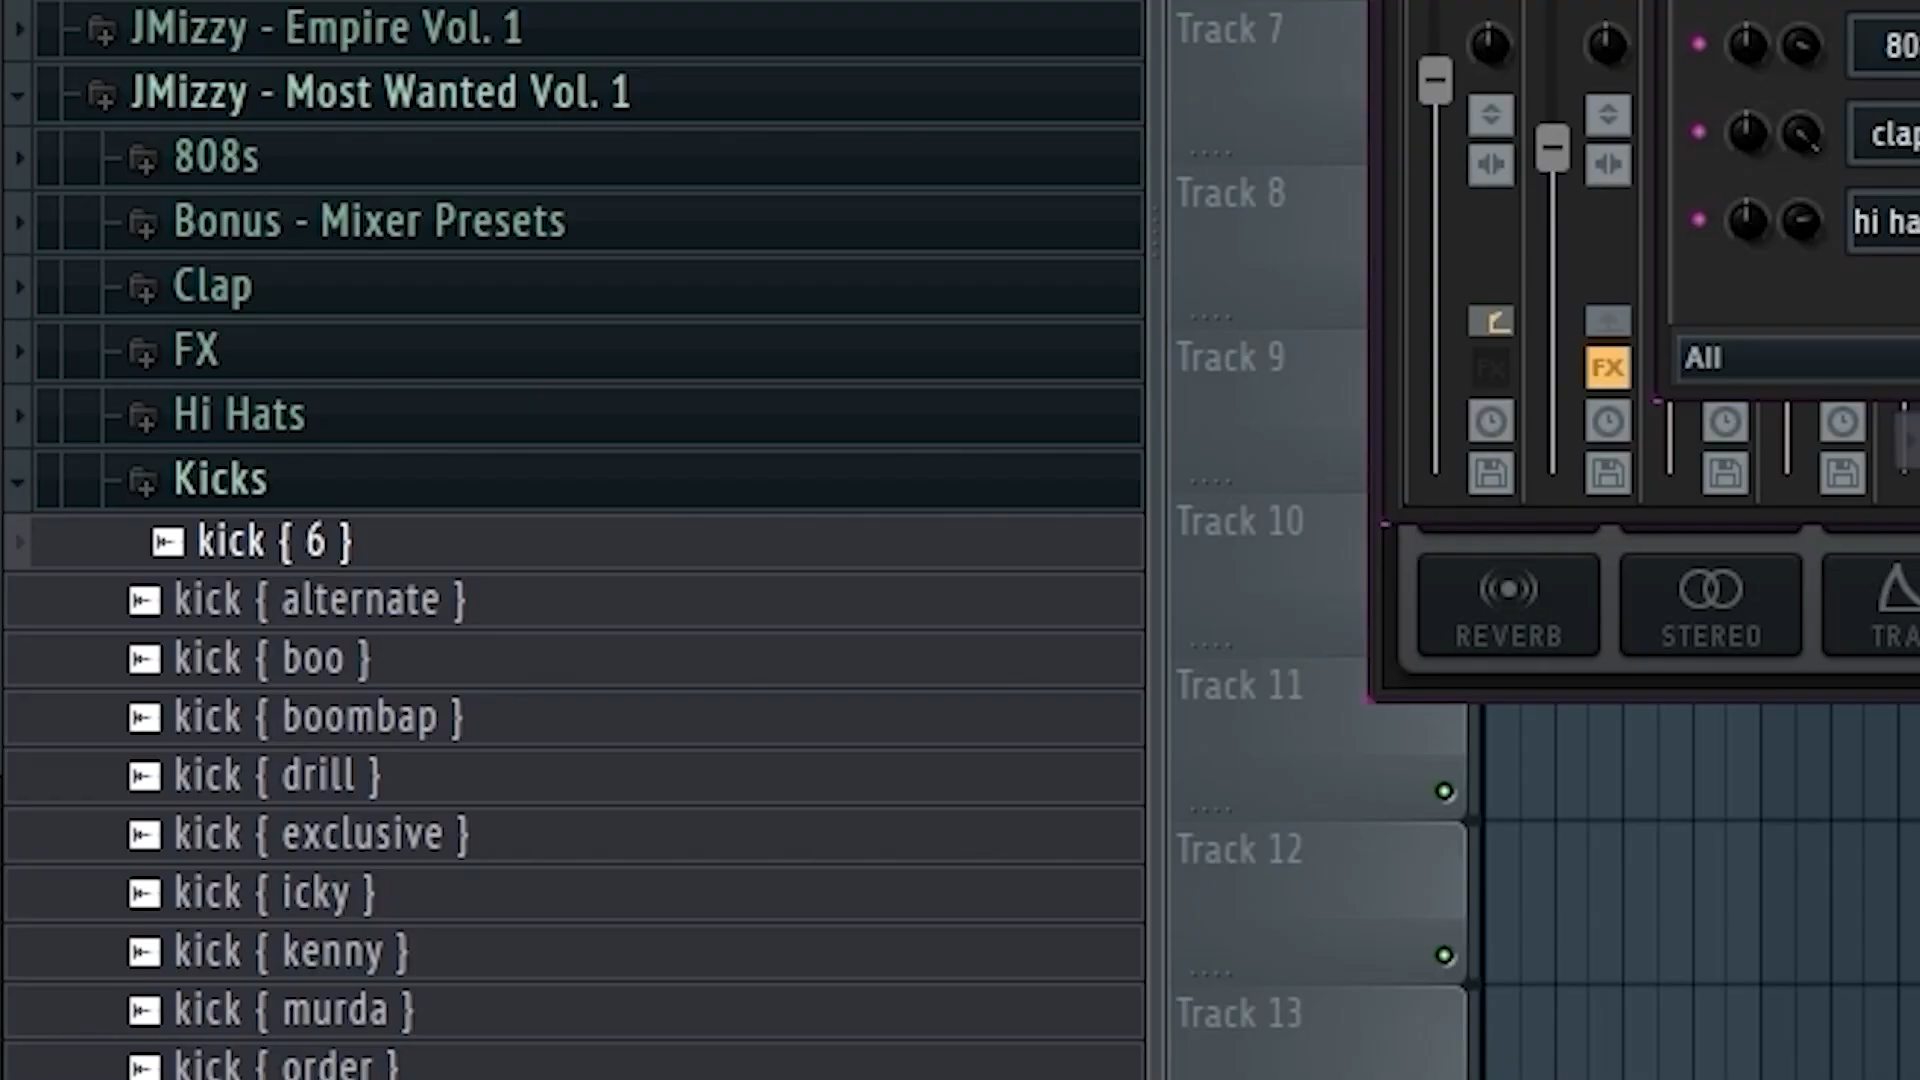 JMizzy - Empire Vol. 1
JMizzy - Most Wanted Vol. 1
808s
Bonus - Mixer Presets
Clap
FX
Hi Hats
Kicks
kick { 6 }
kick { alternate }
kick { boo }
kick { boombap }
kick { drill }
kick { exclusive }
kick { icky }
kick { kenny }
kick { murda }
kick { order }
Track 7
Track 8
Track 9
Track 10
Track 11
Track 12
Track 13
80
clap
hi ha
FX
FX
All
REVERB
STEREO
TRA